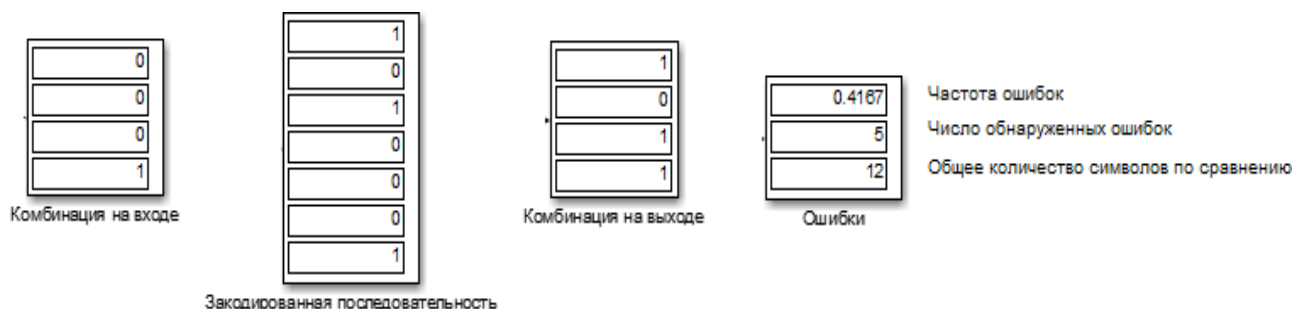 0
0
0
1
Комбинация на входе
1
0
1
0
0
0
1
Закодированная последовательность
1
0
1
1
Комбинация на выходе
0.4167
5
12
Ошибки
Частота ошибок
Число обнаруженных ошибок
Общее количество символов по сравнению